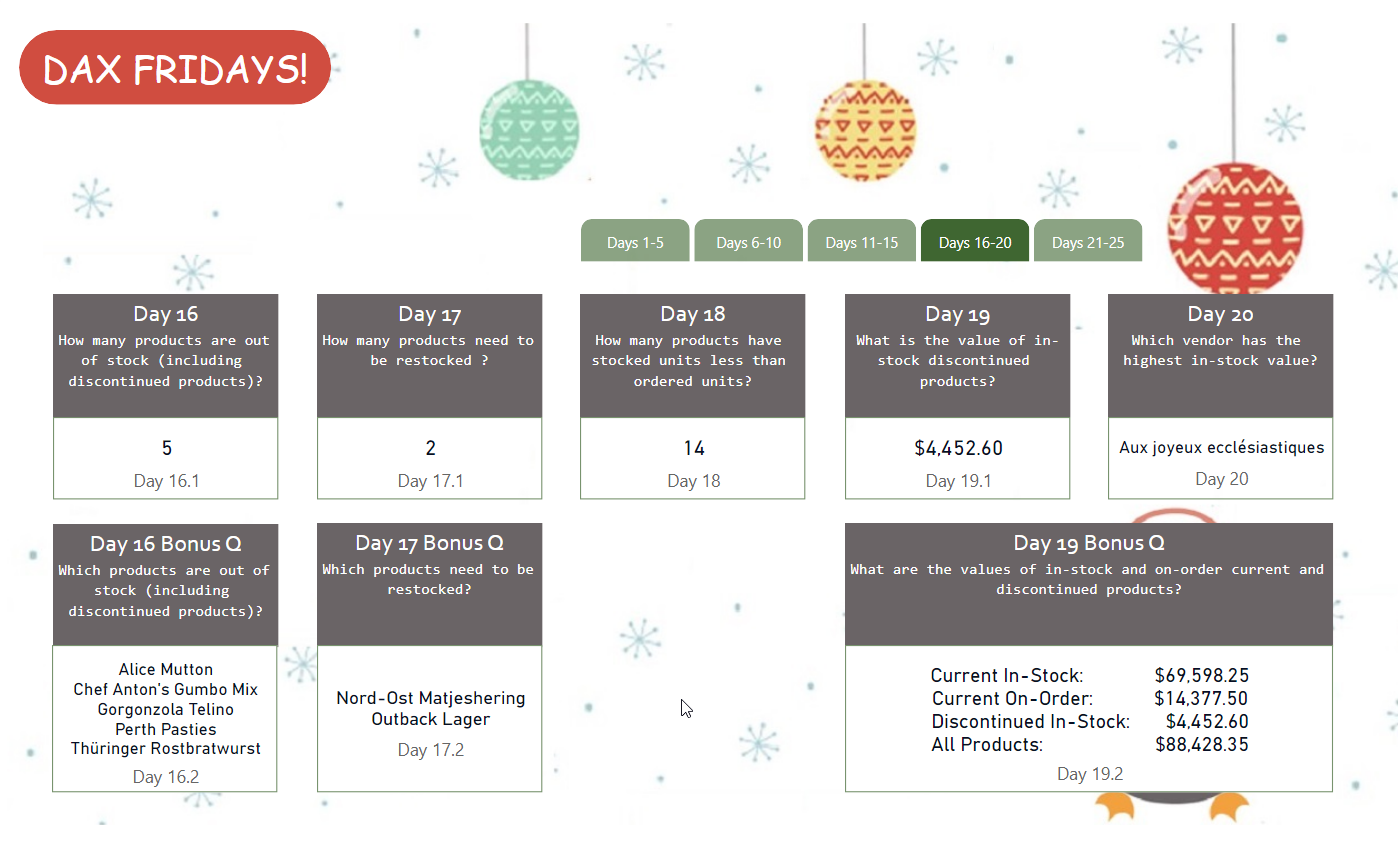 DAX FRIDAYS!
Days 1-5
Days 6-10
Days 11-15
Days 16-20
Days 21-25
Day 16
How many products are out
of stock (including
discontinued products)?
5
Day 16.1
Day 17
How many products need to
be restocked ?
2
Day 17.1
Day 18
How many products have
stocked units less than
ordered units?
14
Day 18
Day 19
What is the value of in-
stock discontinued
products?
$4,452.60
Day 19.1
Day 20
Which vendor has the
highest in-stock value?
Aux joyeux ecclésiastiques
Day 20
Day 16 Bonus Q
Which products are out of
stock (including
discontinued products)?
Alice Mutton
Chef Anton's Gumbo Mix
Gorgonzola Telino
Perth Pasties
Thüringer Rostbratwurst
Day 16.2
Day 17 Bonus Q
Which products need to be
restocked?
Nord-Ost Matjeshering
Outback Lager
Day 17.2
Day 19 Bonus Q
What are the values of in-stock and on-order current and
discontinued products?
Current In-Stock: $69,598.25
Current On-Order: $14,377.50
Discontinued In-Stock: $4,452.60
All Products: $88,428.35
Day 19.2